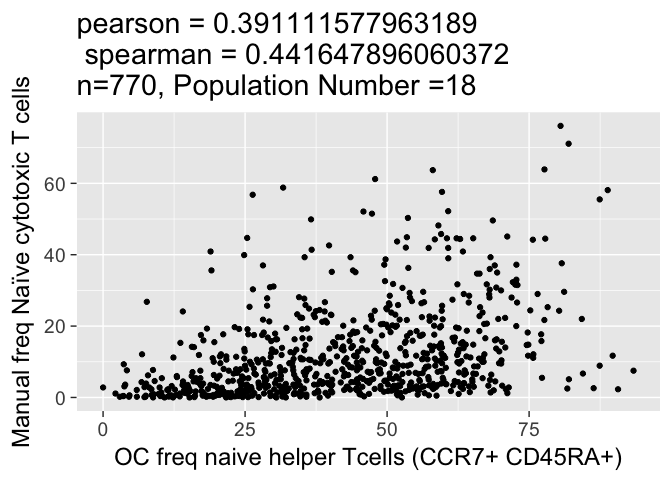 pearson = 0.391111577963189
spearman = 0.441647896060372
n=770, Population Number =18
Manual freq Naïve cytotoxic T cells
60
40
20
0
0
25
50
75
OC freq naive helper Tcells (CCR7+ CD45RA+)